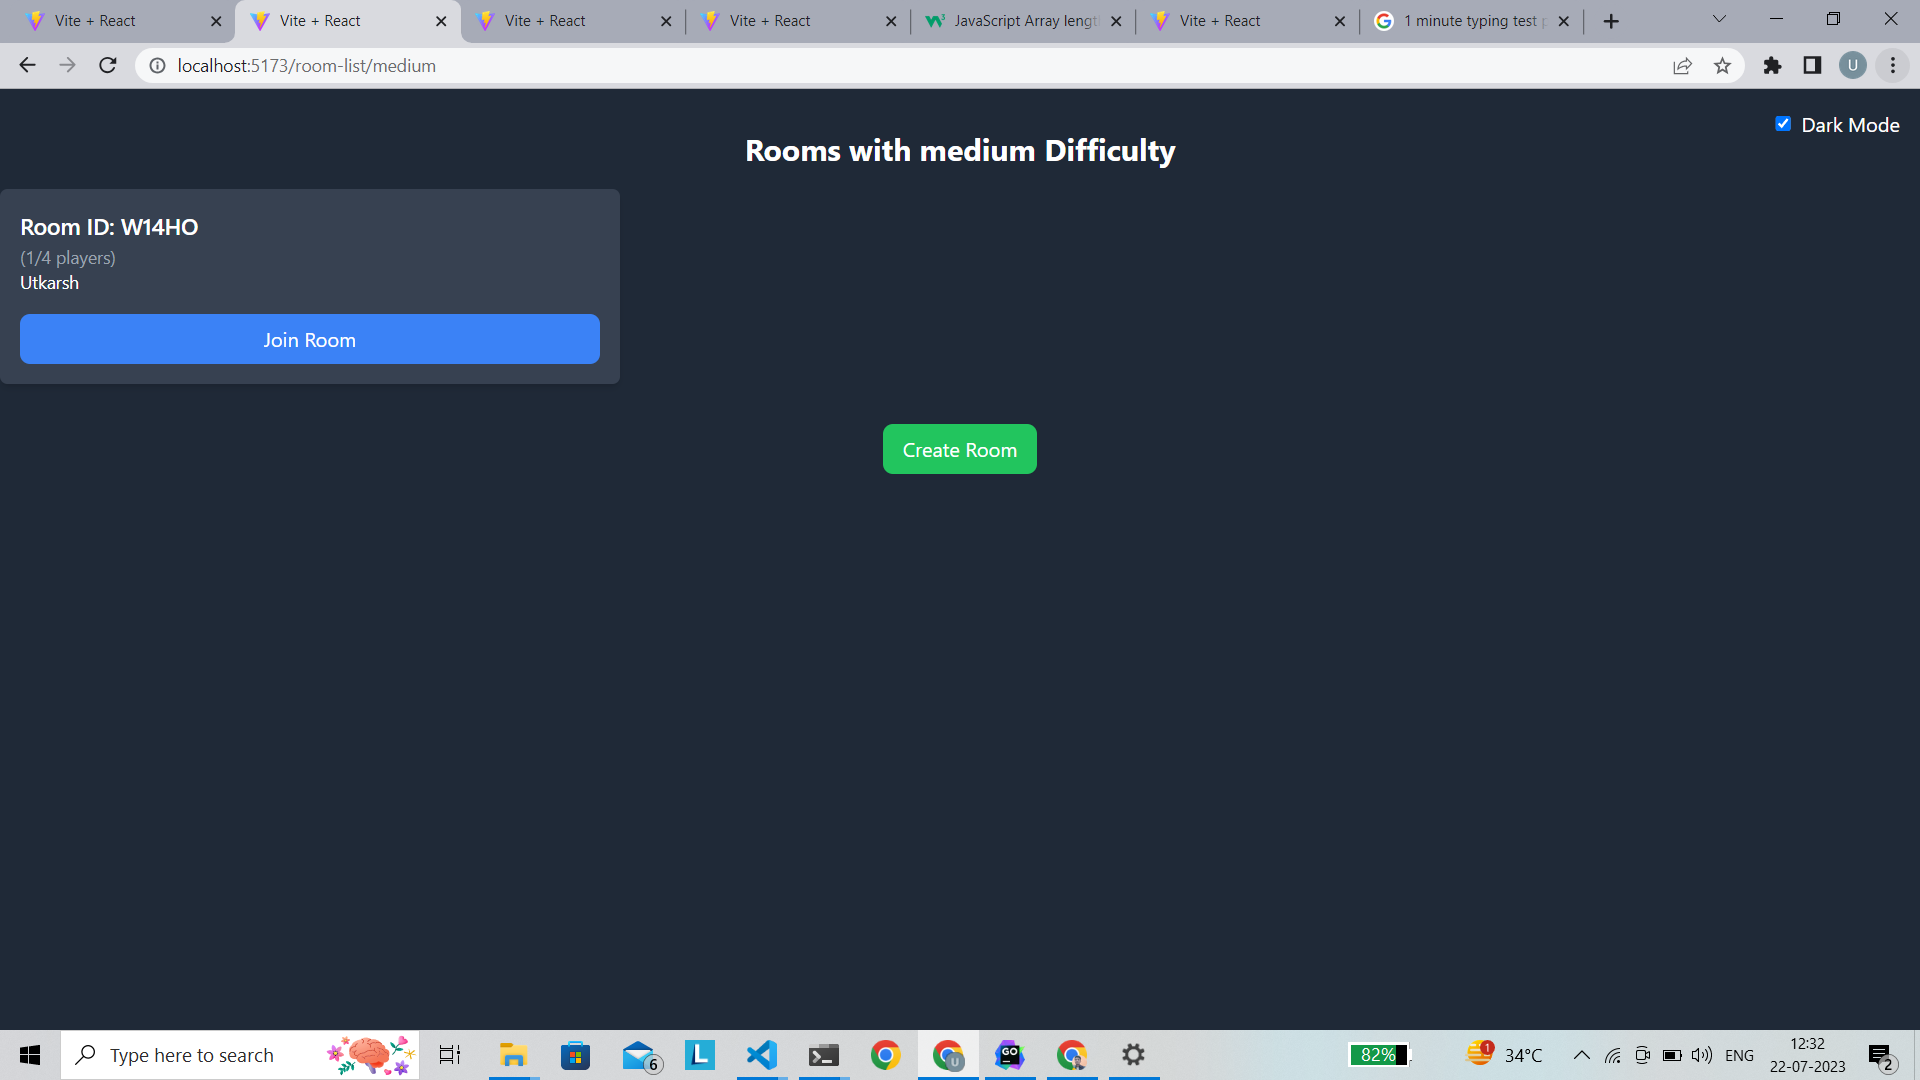 Vite + React
Vite + React
Vite + React
Vite + React
JavaScript Array lengt
Vite + React
1 minute typing test p
localhost:5173/room-list/medium
U
Dark Mode
Rooms with medium Difficulty
Room ID: W14HO
(1/4 players)
Utkarsh
Join Room
Create Room
Type here to search
6
L
U
GO
82%
1
34°C
ENG
12:32
22-07-2023
2